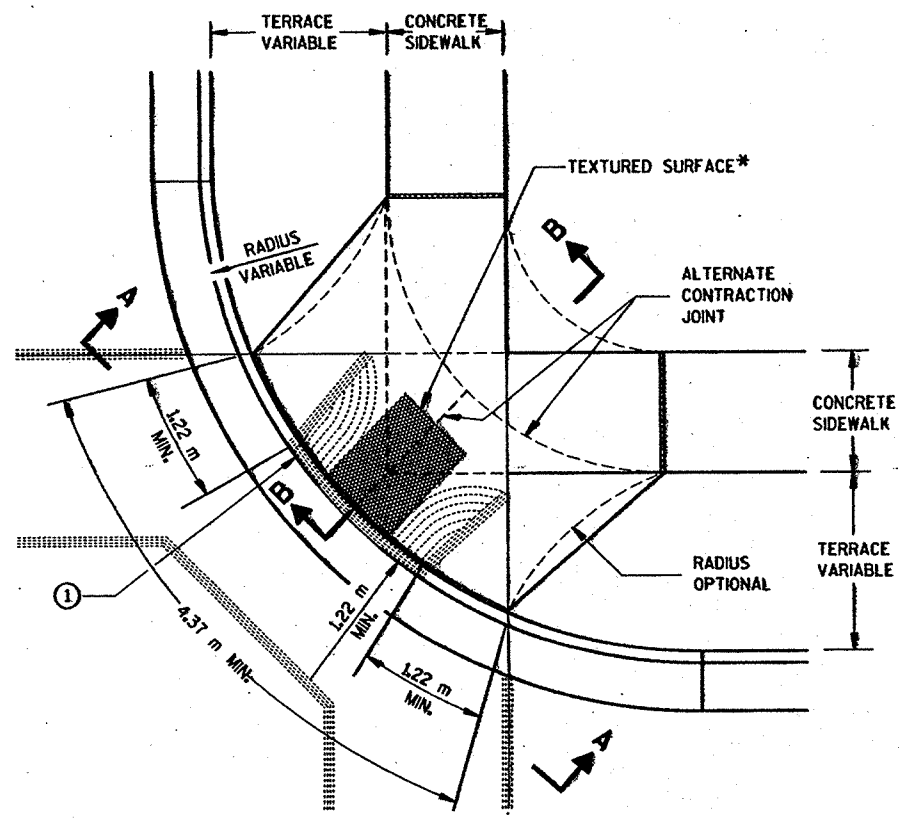 TERRACE
VARIABLE
CONCRETE
SIDEWALK
TEXTURED SURFACE*
B
RADIUS
VARIABLE
ALTERNATE
CONTRACTION
JOINT
A
1.22 m
MIN.
CONCRETE
SIDEWALK
B
1
4.37 m MIN.
1.22 m
MIN.
RADIUS
OPTIONAL
TERRACE
VARIABLE
1.22 m
MIN.
A